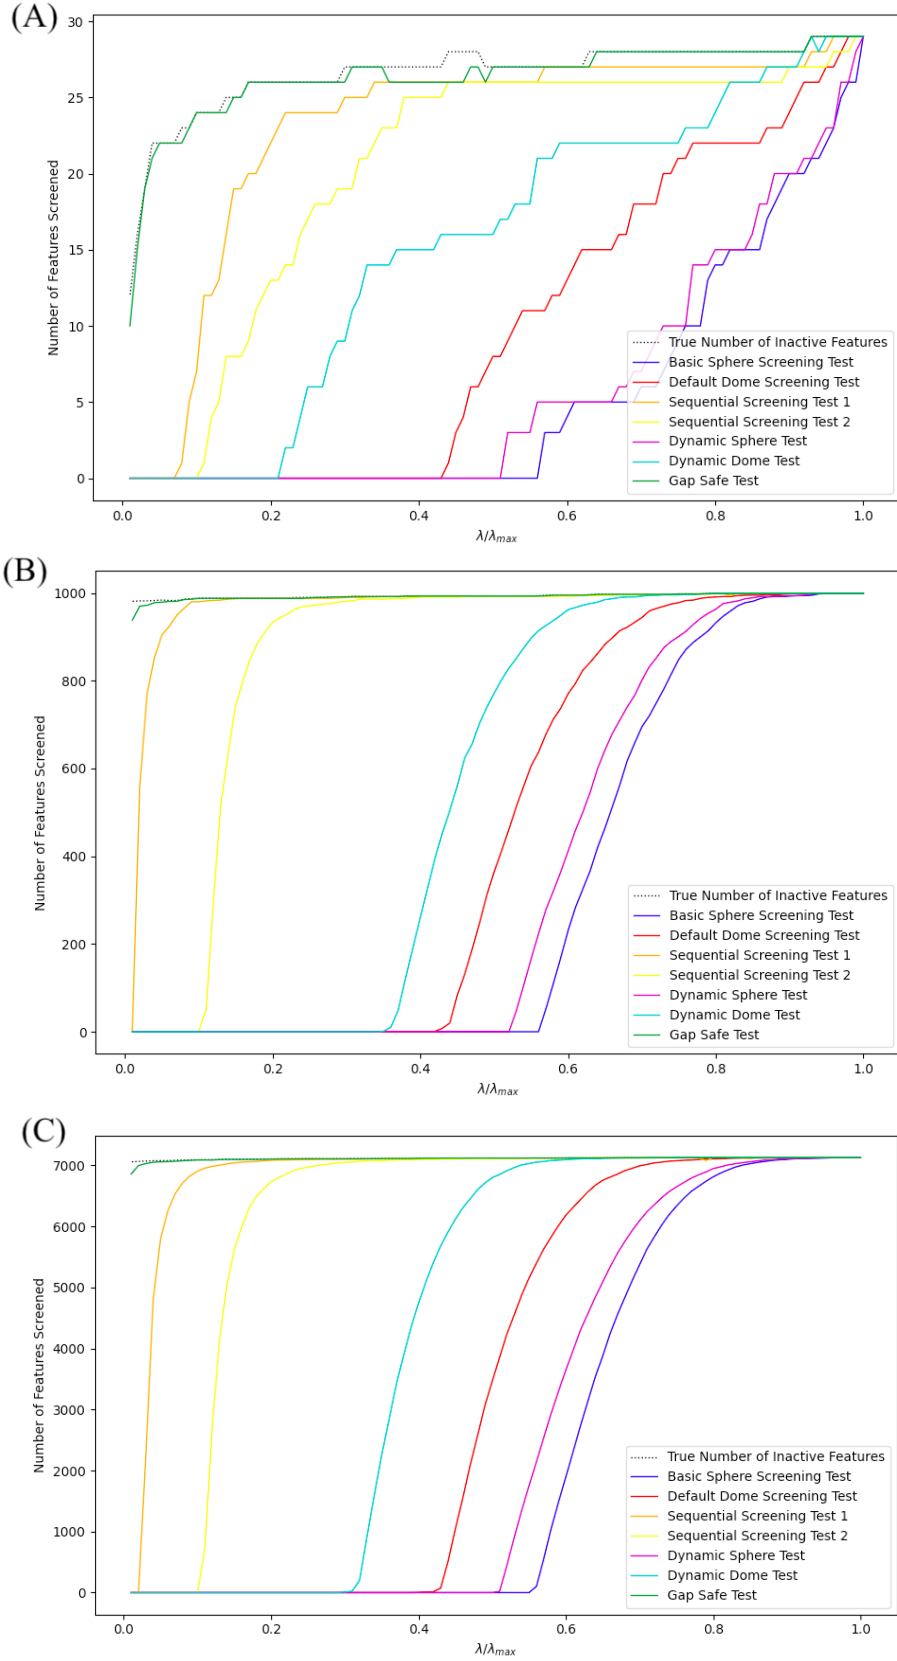 (A)
30
25
20
15
10
5
0
Number of Features Screened
True Number of Inactive Features
Basic Sphere Screening Test
Default Dome Screening Test
Sequential Screening Test 1
Sequential Screening Test 2
Dynamic Sphere Test
Dynamic Dome Test
Gap Safe Test
0.0 0.2 0.4 0.6 0.8 1.0
λ/λmax
(B)
1000
800
600
400
200
0
Number of Features Screened
True Number of Inactive Features
Basic Sphere Screening Test
Default Dome Screening Test
Sequential Screening Test 1
Sequential Screening Test 2
Dynamic Sphere Test
Dynamic Dome Test
Gap Safe Test
0.0 0.2 0.4 0.6 0.8 1.0
λ/λmax
(C)
7000
6000
5000
4000
3000
2000
1000
0
Number of Features Screened
True Number of Inactive Features
Basic Sphere Screening Test
Default Dome Screening Test
Sequential Screening Test 1
Sequential Screening Test 2
Dynamic Sphere Test
Dynamic Dome Test
Gap Safe Test
0.0 0.2 0.4 0.6 0.8 1.0
λ/λmax